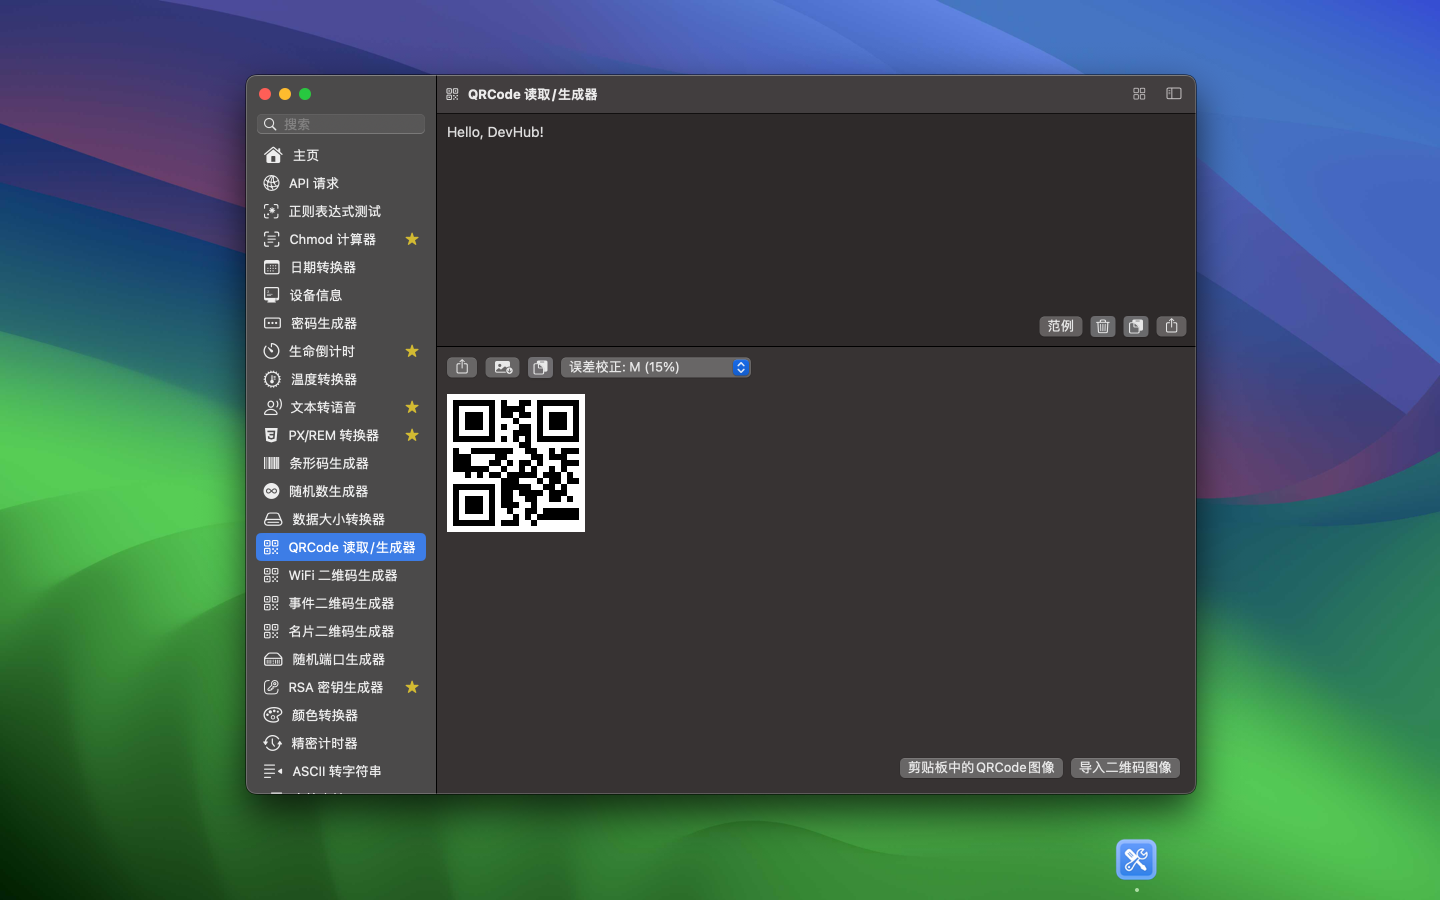 QRCode 读取/生成器
搜索
主页
API 请求
正则表达式测试
Chmod 计算器
日期转换器
设备信息
密码生成器
生命倒计时
温度转换器
文本转语音
PX/REM 转换器
条形码生成器
随机数生成器
数据大小转换器
QRCode 读取/生成器
WiFi 二维码生成器
事件二维码生成器
名片二维码生成器
随机端口生成器
RSA 密钥生成器
颜色转换器
精密计时器
ASCII 转字符串
Hello, DevHub!
范例
误差校正: M (15%)
剪贴板中的QRCode图像
导入二维码图像